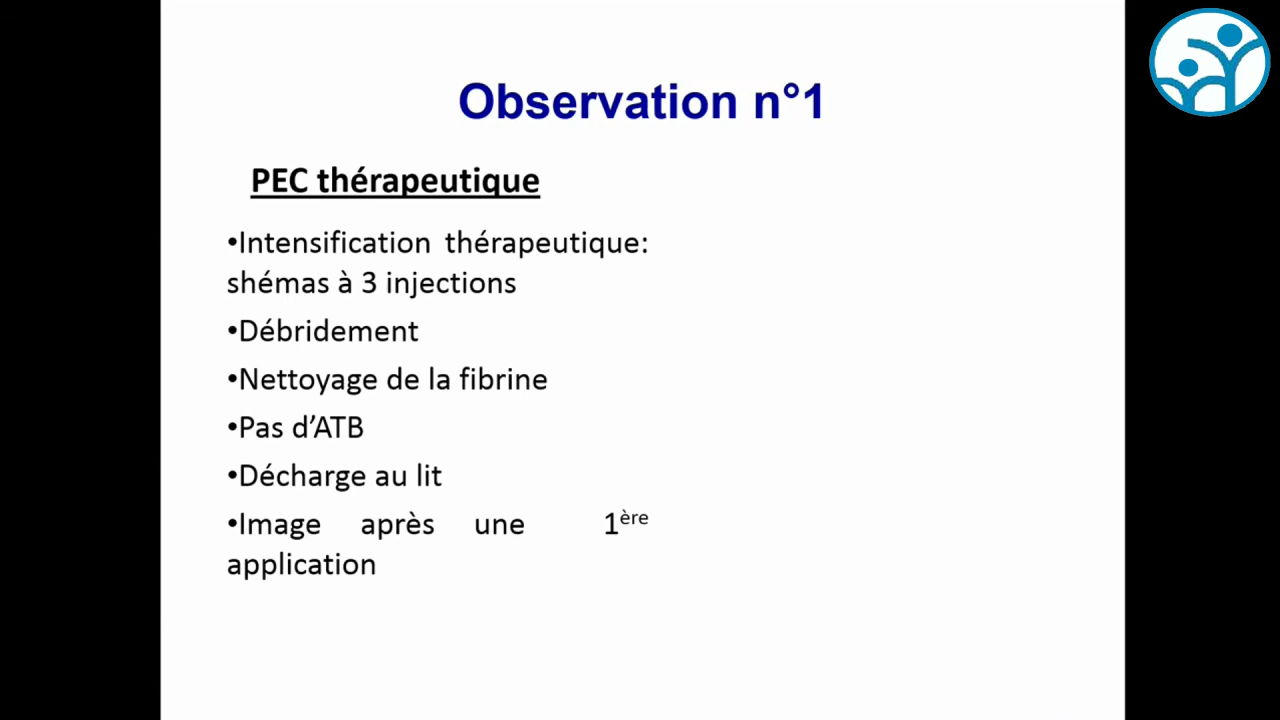 Observation n°1
PEC thérapeutique
•Intensification thérapeutique:
shémas à 3 injections
•Débridement
•Nettoyage de la fibrine
•Pas d’ATB
•Décharge au lit
•Image après une 1ère
application